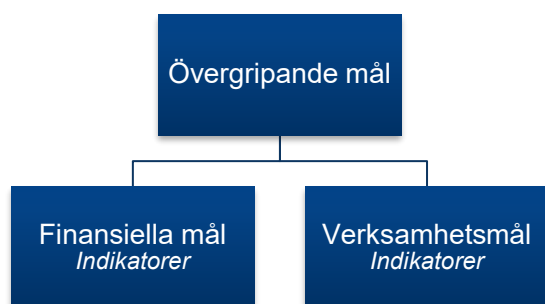 Övergripande mål
Finansiella mål
Indikatorer
Verksamhetsmål
Indikatorer